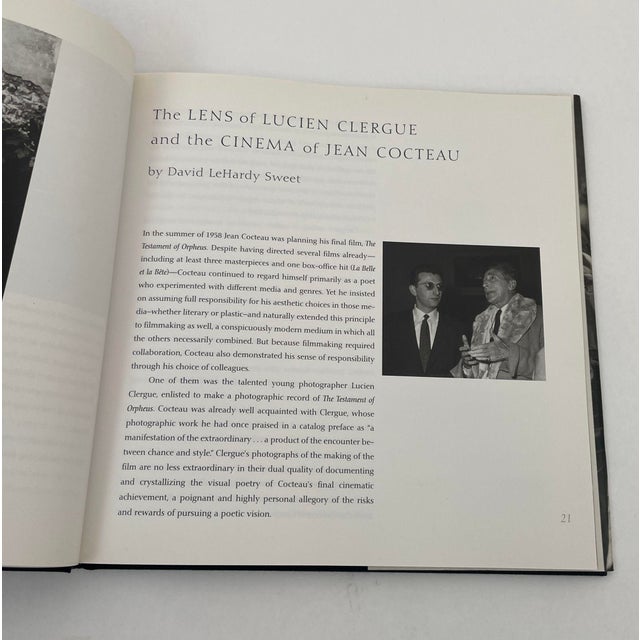 The LENS of LUCIEN CLERGUE
and the CINEMA of JEAN COCTEAU
by David LeHardy Sweet
In the summer of 1958 Jean Cocteau was planning his final film, The
Testament of Orpheus. Despite having directed several films already—
including at least three masterpieces and one box-office hit (La Belle
et la Bête)—Cocteau continued to regard himself primarily as a poet
who experimented with different media and genres. Yet he insisted
on assuming full responsibility for his aesthetic choices in those me-
dia–whether literary or plastic–and naturally extended this principle
to filmmaking as well, a conspicuously modern medium in which all
the others necessarily combined. But because filmmaking required
collaboration, Cocteau also demonstrated his sense of responsibility
through his choice of colleagues.
One of them was the talented young photographer Lucien
Clergue, enlisted to make a photographic record of The Testament of
Orpheus. Cocteau was already well acquainted with Clergue, whose
photographic work he had once praised in a catalog preface as “a
manifestation of the extraordinary . . . a product of the encounter be-
tween chance and style.” Clergue's photographs of the making of the
film are no less extraordinary in their dual quality of documenting
and crystallizing the visual poetry of Cocteau's final cinematic
achievement, a poignant and highly personal allegory of the risks
and rewards of pursuing a poetic vision.
21